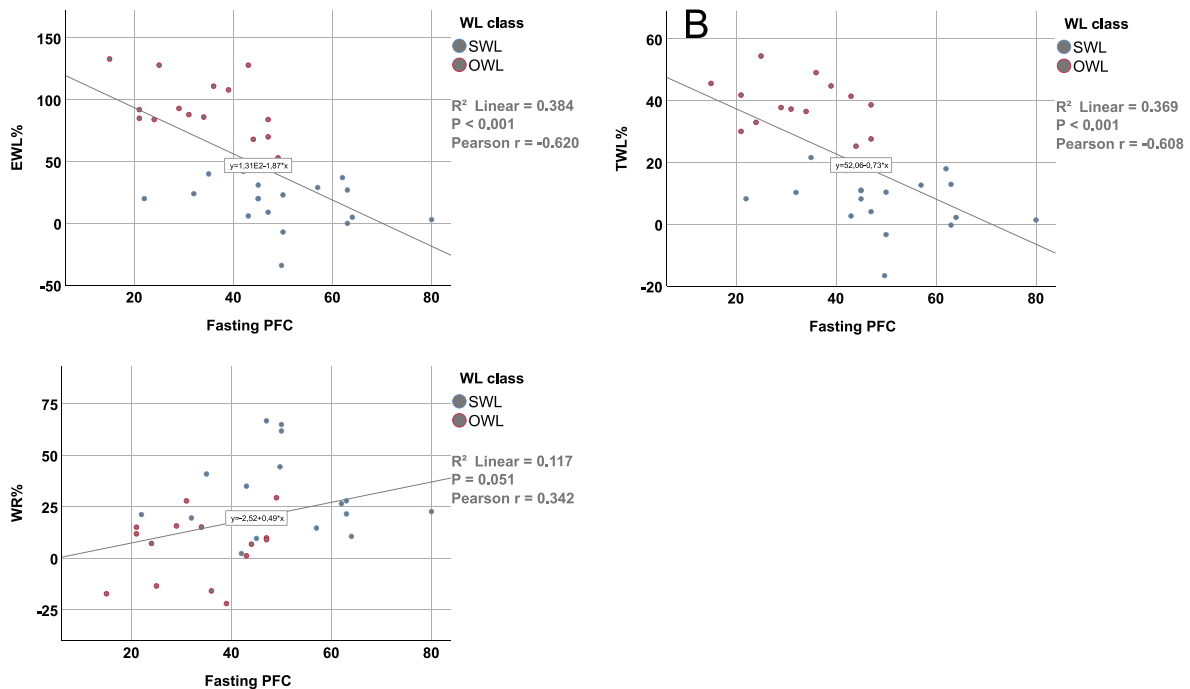 WL class
SWL
OWL
R² Linear = 0.384
P < 0.001
Pearson r = -0.620
EWL%
150
100
50
0
-50
y=1,31E2-1,87*x
20 40 60 80
Fasting PFC
B
WL class
SWL
OWL
R² Linear = 0.369
P < 0.001
Pearson r = -0.608
TWL%
60
40
20
0
-20
y=52,06-0,73*x
20 40 60 80
Fasting PFC
WL class
SWL
OWL
R² Linear = 0.117
P = 0.051
Pearson r = 0.342
WR%
75
50
25
0
-25
y=-2,52+0,49*x
20 40 60 80
Fasting PFC